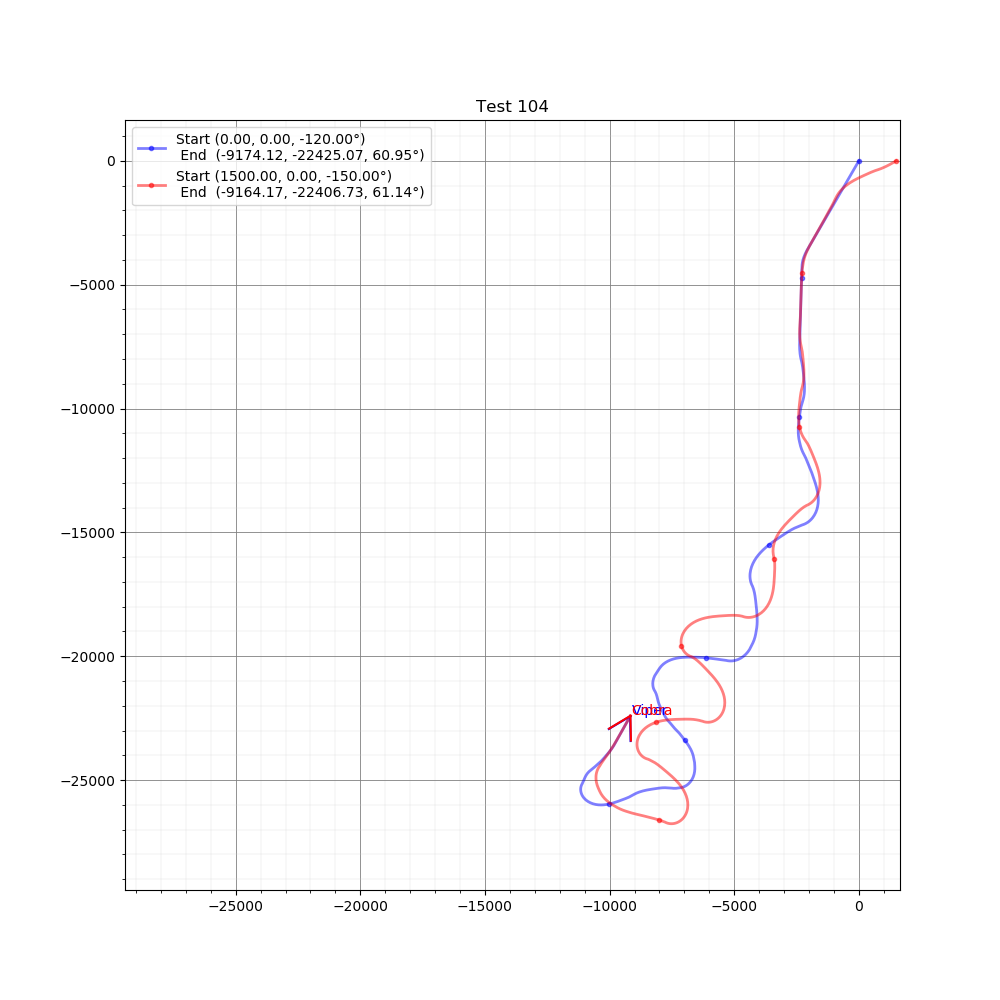 Test 104
Start (0.00, 0.00, -120.00°)
End (-9174.12, -22425.07, 60.95°)
Start (1500.00, 0.00, -150.00°)
End (-9164.17, -22406.73, 61.14°)
0
−5000
−10000
−15000
−20000
−25000
Viper
−25000 −20000 −15000 −10000 −5000 0